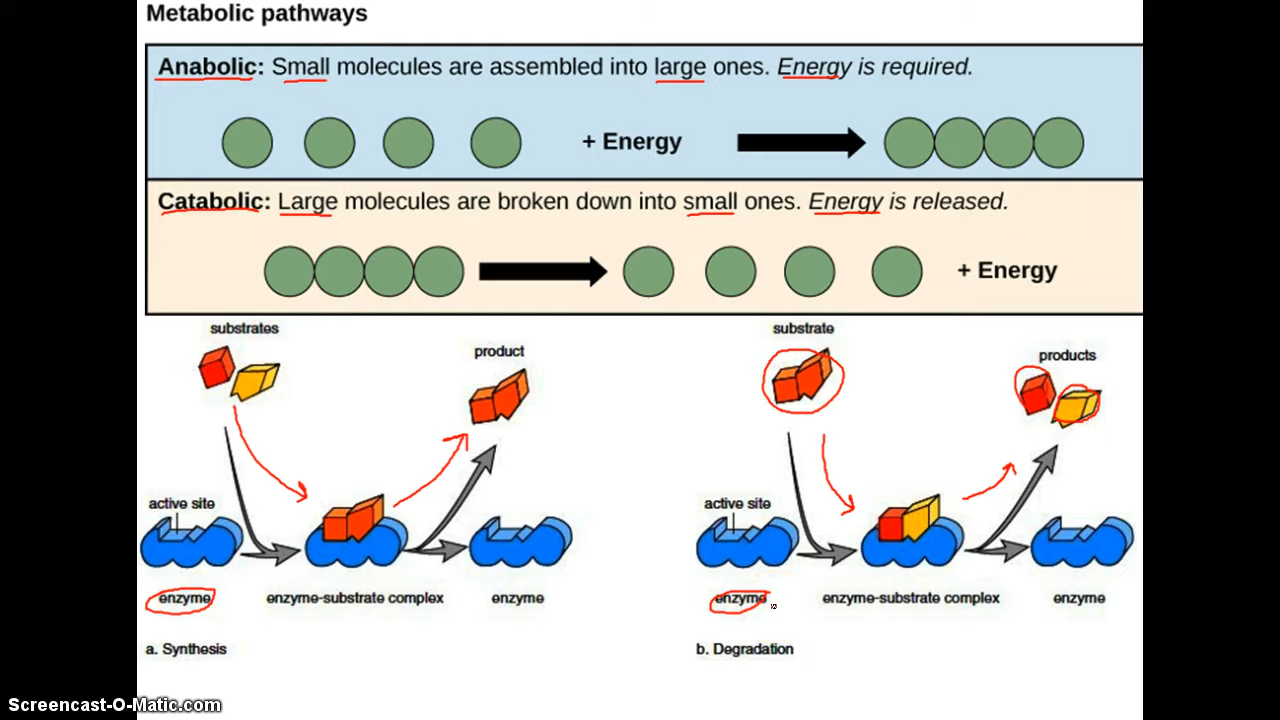 Metabolic pathways
Anabolic: Small molecules are assembled into large ones. Energy is required.
+ Energy
Catabolic: Large molecules are broken down into small ones. Energy is released.
+ Energy
substrates
product
active site
enzyme
enzyme-substrate complex
enzyme
a. Synthesis
substrate
products
active site
enzyme
enzyme-substrate complex
enzyme
b. Degradation
Screencast-O-Matic.com